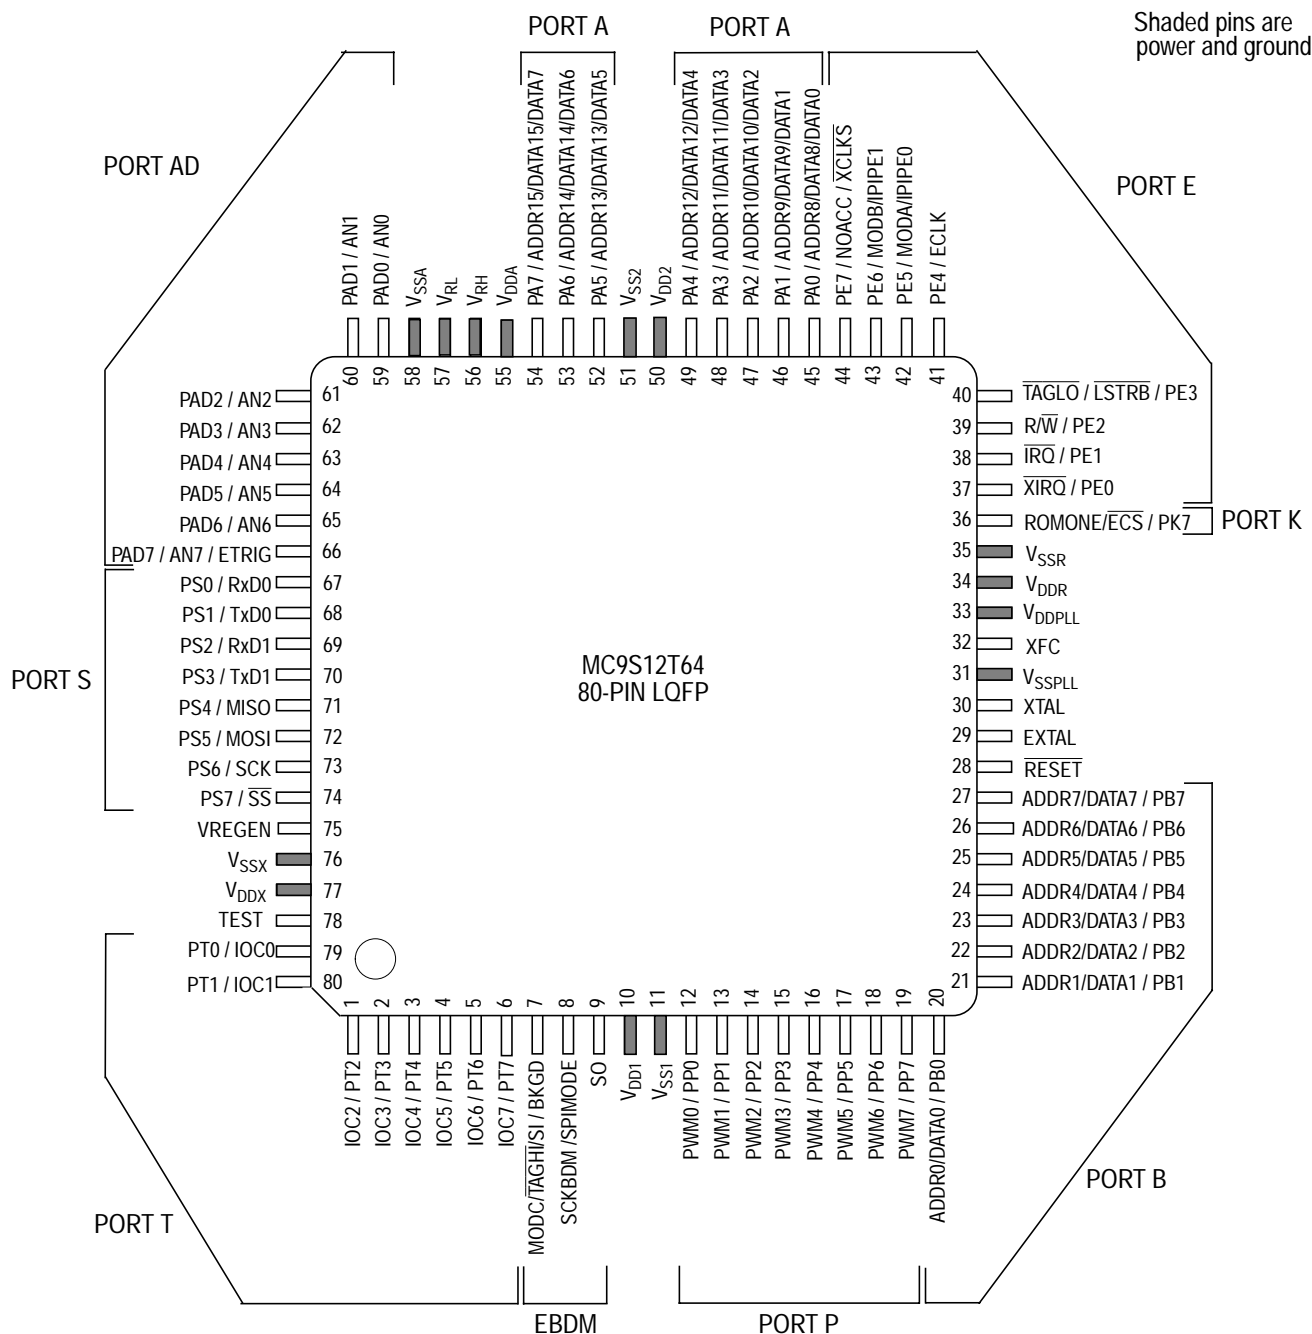 PORT A
PORT A
Shaded pins are
power and ground
PORT AD
PORT E
PAD1 / AN1
PAD0 / AN0
VSSA
VRL
VRH
VDDA
PA7 / ADDR15/DATA15/DATA7
PA6 / ADDR14/DATA14/DATA6
PA5 / ADDR13/DATA13/DATA5
VSS2
VDD2
PA4 / ADDR12/DATA12/DATA4
PA3 / ADDR11/DATA11/DATA3
PA2 / ADDR10/DATA10/DATA2
PA1 / ADDR9/DATA9/DATA1
PA0 / ADDR8/DATA8/DATA0
PE7 / NOACC / XCLKS
PE6 / MODB/IPIPE1
PE5 / MODA/IPIPE0
PE4 / ECLK
60 59 58 57 56 55 54 53 52 51 50 49 48 47 46 45 44 43 42 41
PAD2 / AN2 61
PAD3 / AN3 62
PAD4 / AN4 63
PAD5 / AN5 64
PAD6 / AN6 65
PAD7 / AN7 / ETRIG 66
PORT S
PS0 / RxD0 67
PS1 / TxD0 68
PS2 / RxD1 69
PS3 / TxD1 70
PS4 / MISO 71
PS5 / MOSI 72
PS6 / SCK 73
PS7 / SS 74
VREGEN 75
VSSX 76
VDDX 77
TEST 78
PT0 / IOC0 79
PT1 / IOC1 80
MC9S12T64
80-PIN LQFP
40 TAGLO / LSTRB / PE3
39 R/W / PE2
38 IRQ / PE1
37 XIRQ / PE0
36 ROMONE/ECS / PK7
PORT K
35 VSSR
34 VDDR
33 VDDPLL
32 XFC
31 VSSPLL
30 XTAL
29 EXTAL
28 RESET
27 ADDR7/DATA7 / PB7
26 ADDR6/DATA6 / PB6
25 ADDR5/DATA5 / PB5
24 ADDR4/DATA4 / PB4
23 ADDR3/DATA3 / PB3
22 ADDR2/DATA2 / PB2
21 ADDR1/DATA1 / PB1
1 2 3 4 5 6 7 8 9 10 11 12 13 14 15 16 17 18 19 20
IOC2 / PT2
IOC3 / PT3
IOC4 / PT4
IOC5 / PT5
IOC6 / PT6
IOC7 / PT7
MODC/TAGHI/SI / BKGD
SCKBDM /SPIMODE
SO
VDD1
VSS1
PWM0 / PP0
PWM1 / PP1
PWM2 / PP2
PWM3 / PP3
PWM4 / PP4
PWM5 / PP5
PWM6 / PP6
PWM7 / PP7
ADDR0/DATA0 / PB0
PORT B
PORT T
EBDM
PORT P